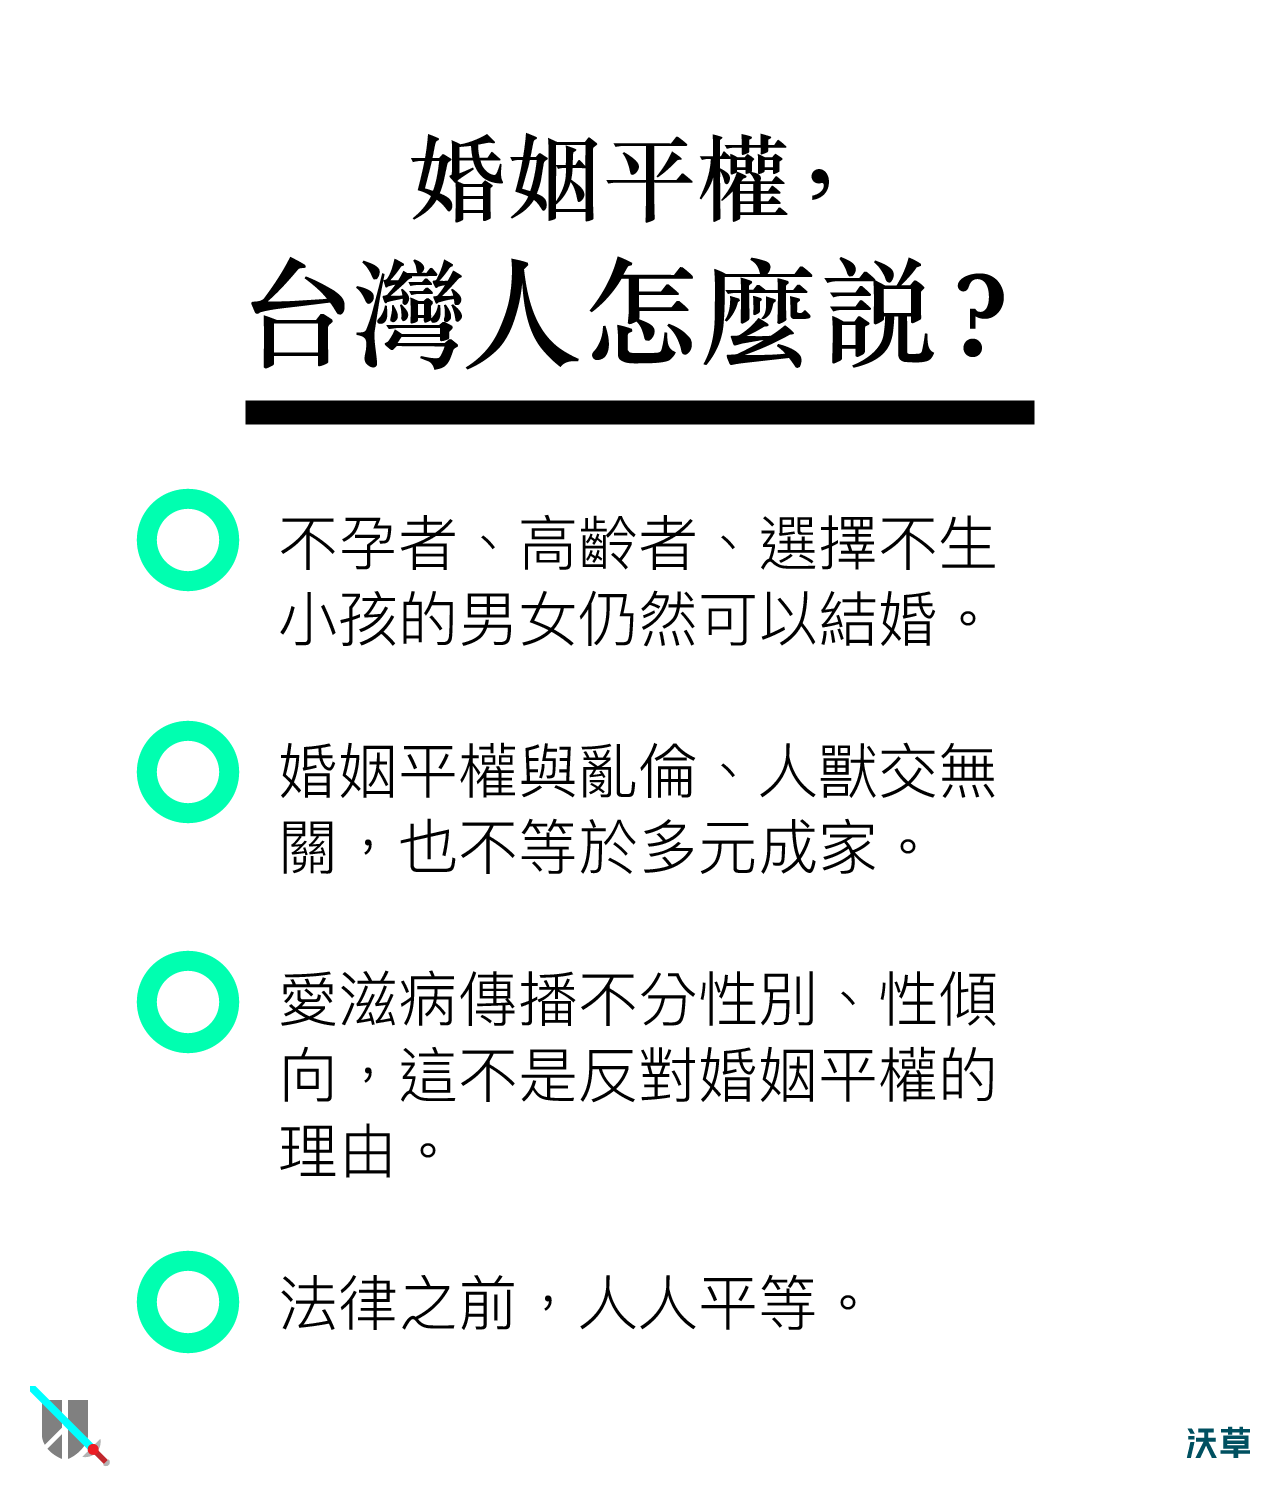 婚姻平權，
台灣人怎麼説？
不孕者、高齡者、選擇不生
小孩的男女仍然可以結婚。
婚姻平權與亂倫、人獸交無
關，也不等於多元成家。
愛滋病傳播不分性別、性傾
向，這不是反對婚姻平權的
理由。
法律之前，人人平等。
沃草